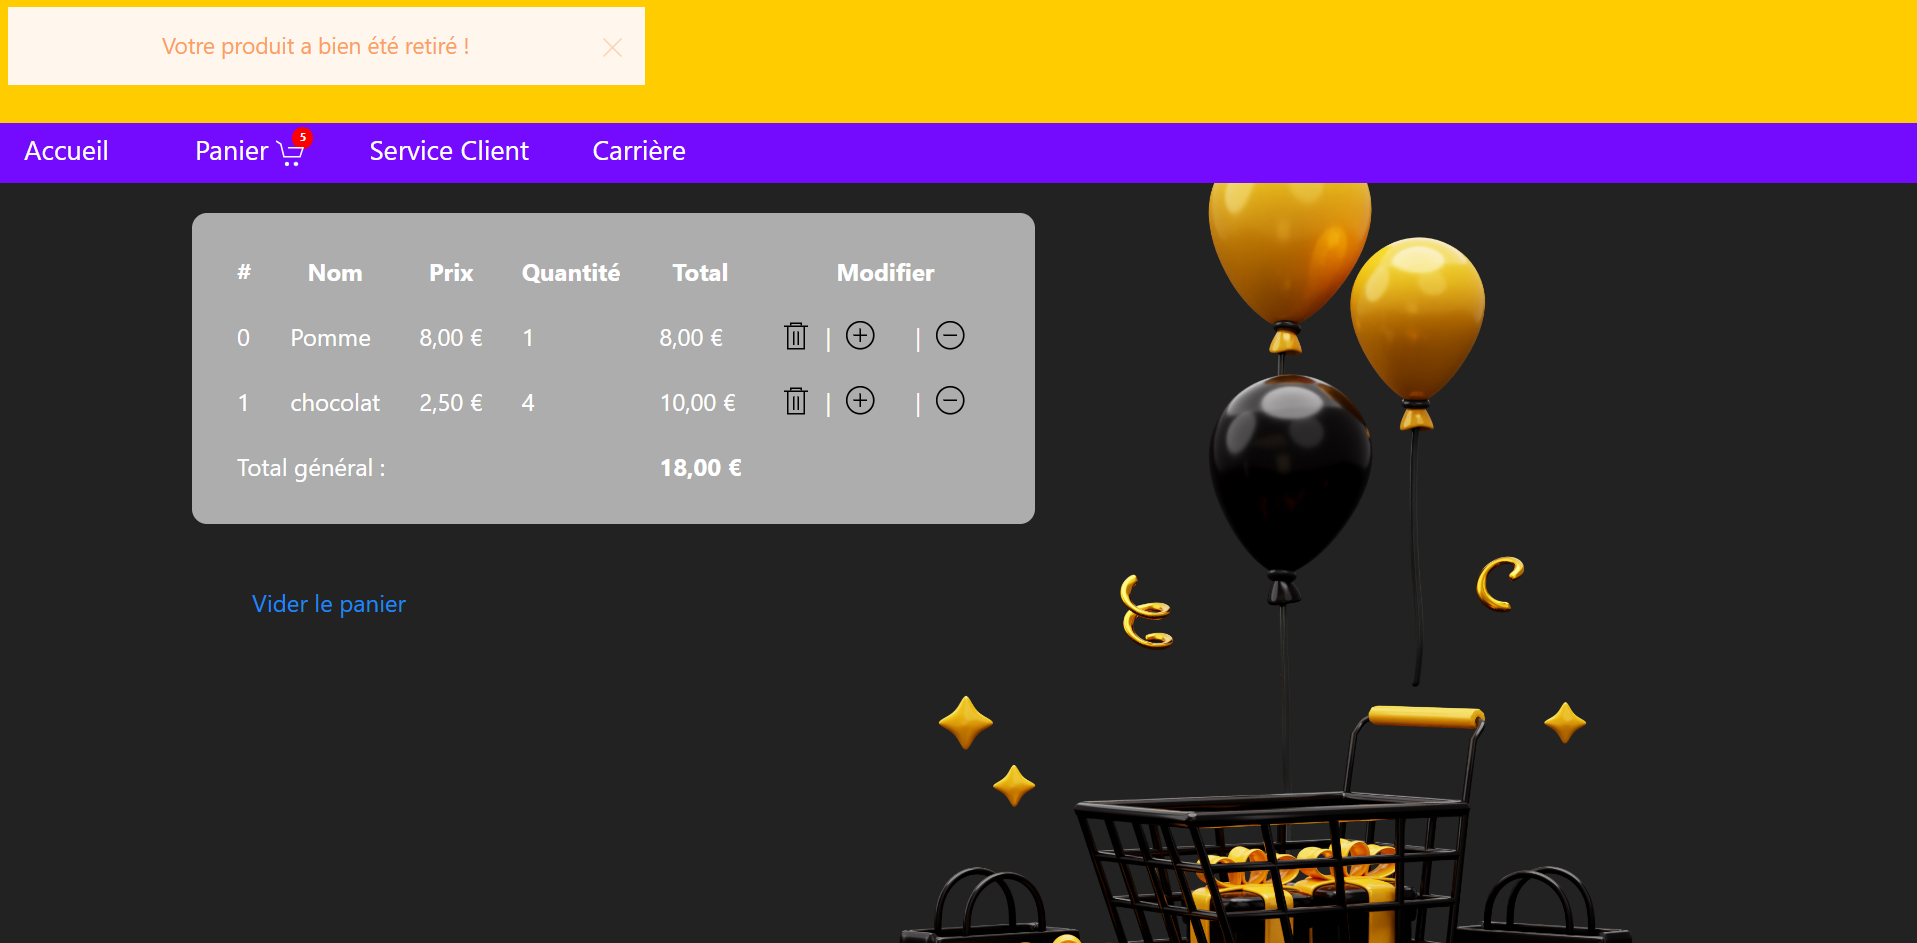 Votre produit a bien été retiré !
Accueil Panier 5 Service Client Carrière
# Nom Prix Quantité Total Modifier
0 Pomme 8,00 € 1 8,00 € | |
1 chocolat 2,50 € 4 10,00 € | |
Total général : 18,00 €
Vider le panier